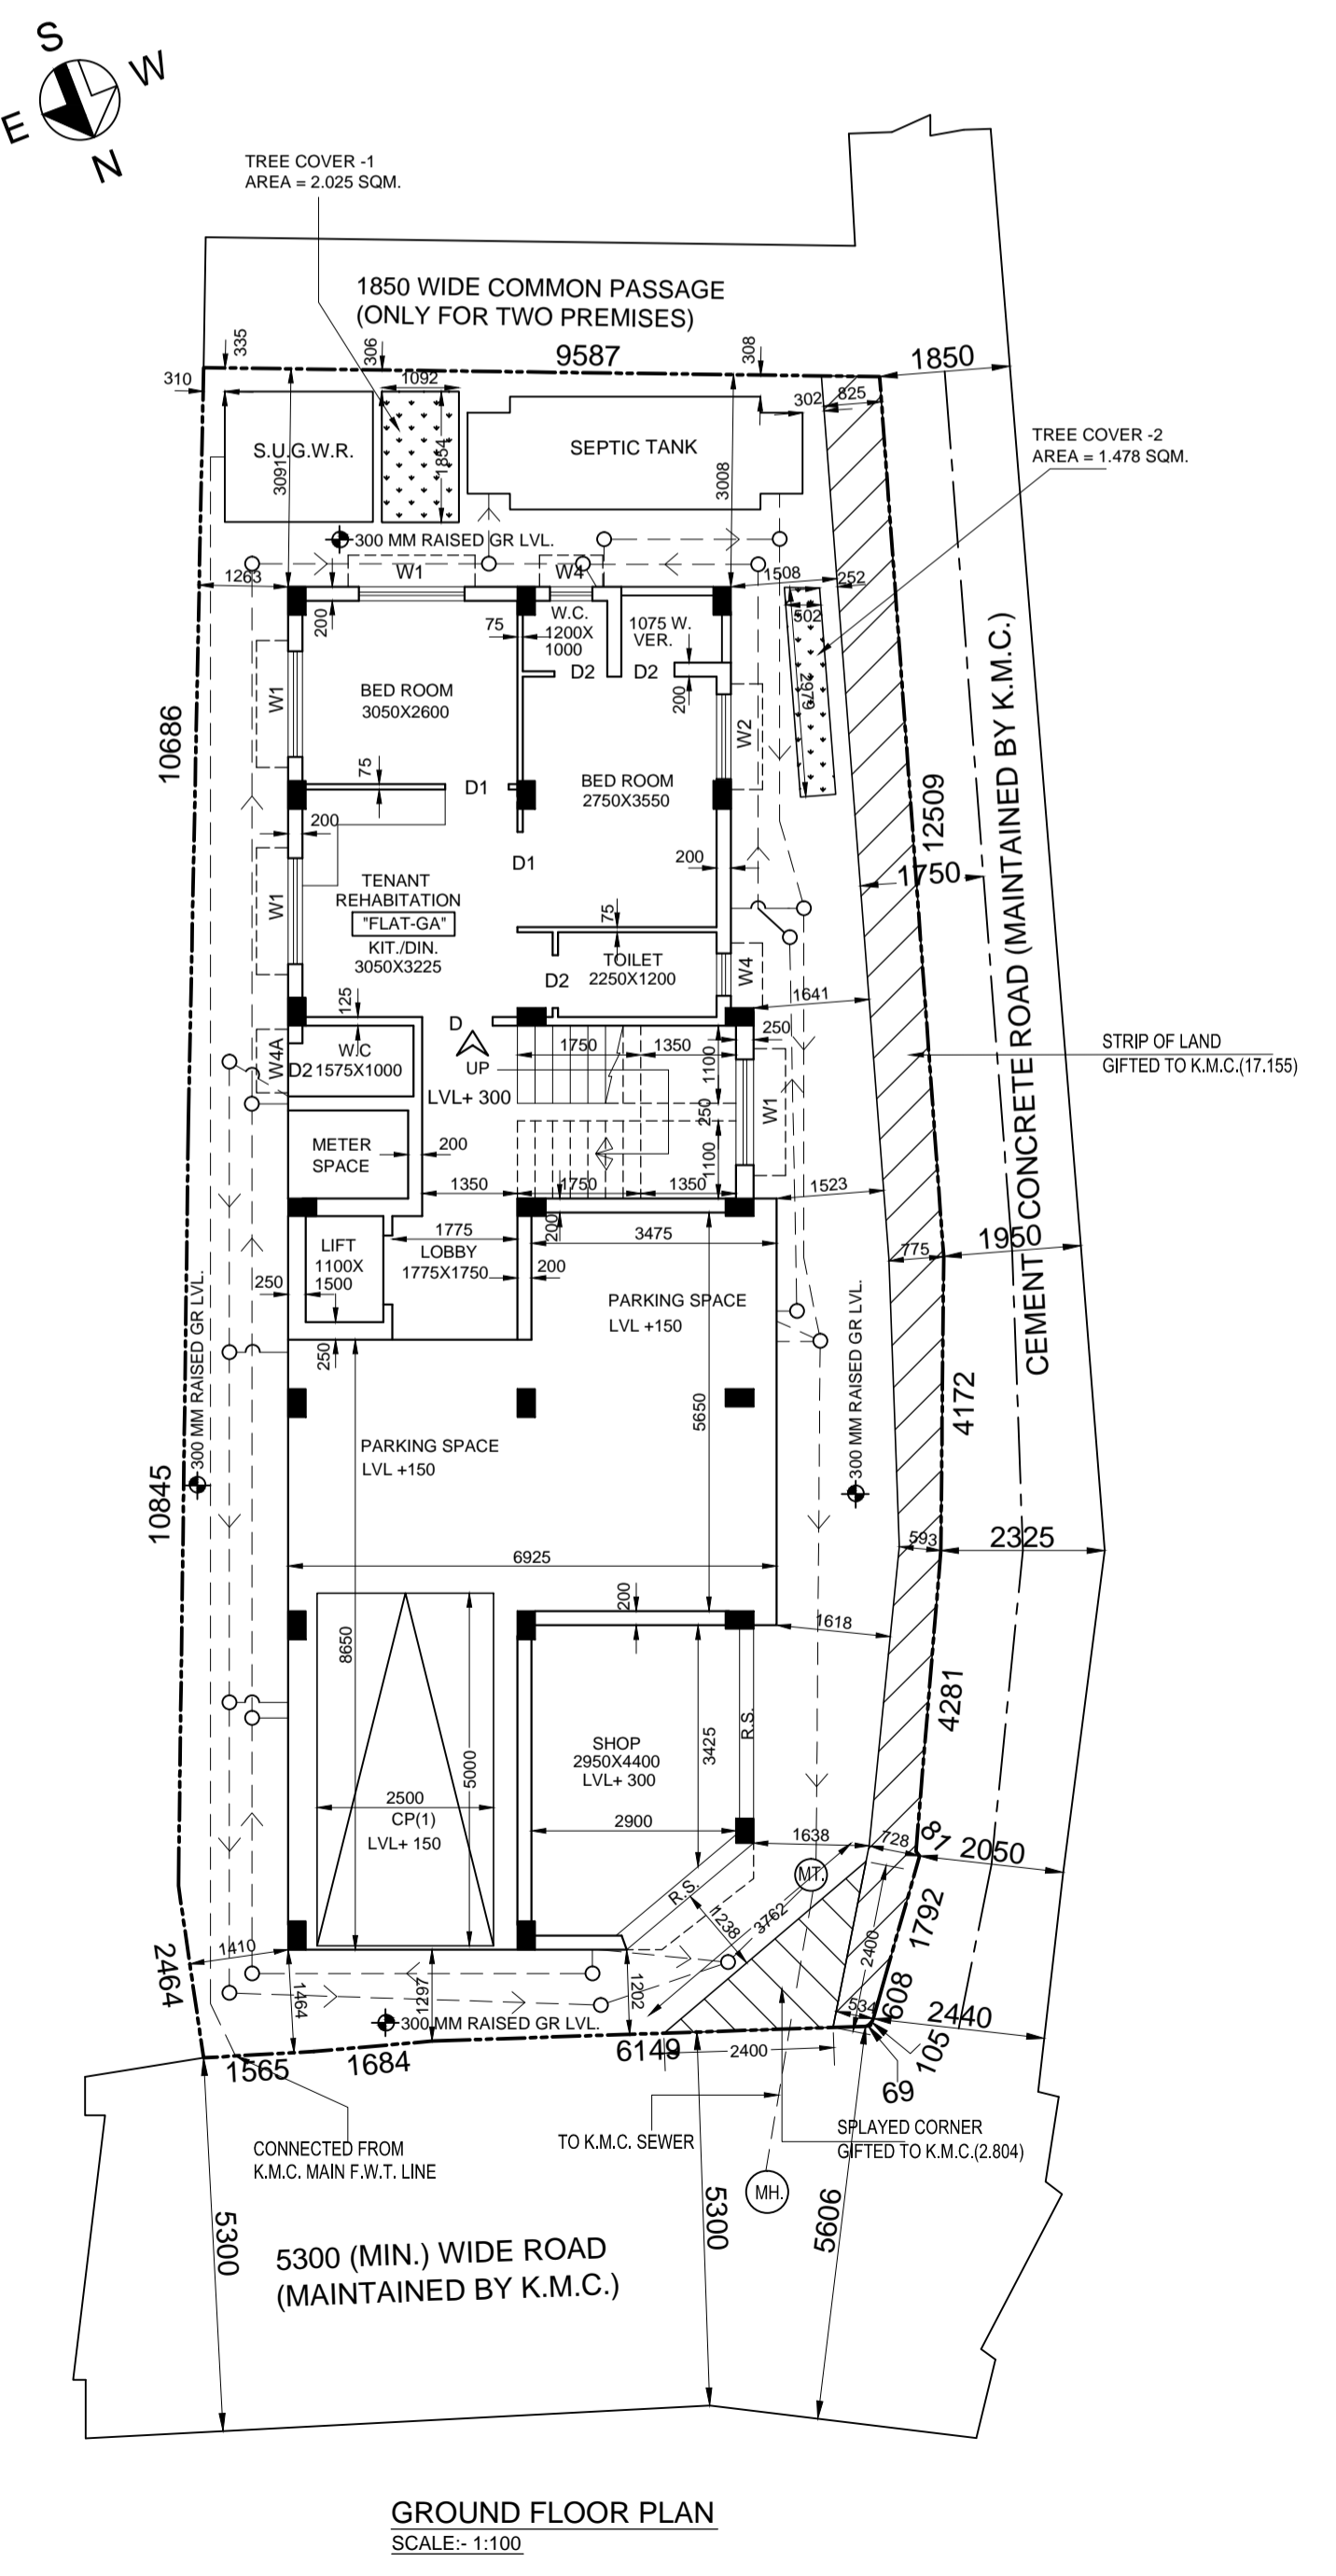 S
W
E
N
TREE COVER -1
AREA = 2.025 SQM.
1850 WIDE COMMON PASSAGE
(ONLY FOR TWO PREMISES)
335
306
9587
308
1850
310
1092
302
825
TREE COVER -2
AREA = 1.478 SQM.
S.U.G.W.R.
3091
1854
SEPTIC TANK
3008
300 MM RAISED GR LVL.
1263
W1
W4
1508
252
200
75
W.C.
1200X
1000
1075 W.
VER.
502
D2
D2
W1
BED ROOM
3050X2600
200
2979
W2
10686
75
D1
BED ROOM
2750X3550
12509
200
D1
200
1750
W1
TENANT
REHABITATION
"FLAT-GA"
KIT./DIN.
3050X3225
75
TOILET
2250X1200
D2
W4
CEMENT CONCRETE ROAD (MAINTAINED BY K.M.C.)
125
D
1641
250
STRIP OF LAND
GIFTED TO K.M.C.(17.155)
W4A
W.C
D2 1575X1000
UP
LVL+ 300
1750
1350
1100
250
1100
W1
METER
SPACE
200
1350
1750
1350
1523
1775
200
3475
775
1950
LIFT
1100X
1500
LOBBY
1775X1750
250
200
PARKING SPACE
LVL +150
250
300 MM RAISED GR LVL.
300 MM RAISED GR LVL.
5650
4172
PARKING SPACE
LVL +150
10845
593
2325
6925
200
1618
8650
4281
SHOP
2950X4400
LVL+ 300
3425
R.S.
5000
2500
CP(1)
LVL+ 150
2900
1638
728
81
2050
MT.
R.S.
1238
3762
2400
1792
2464
1410
1464
1297
1202
534
608
2440
300 MM RAISED GR LVL.
1565
1684
6149
2400
105
69
CONNECTED FROM
K.M.C. MAIN F.W.T. LINE
TO K.M.C. SEWER
SPLAYED CORNER
GIFTED TO K.M.C.(2.804)
MH.
5300
5300
5606
5300 (MIN.) WIDE ROAD
(MAINTAINED BY K.M.C.)
GROUND FLOOR PLAN
SCALE:- 1:100